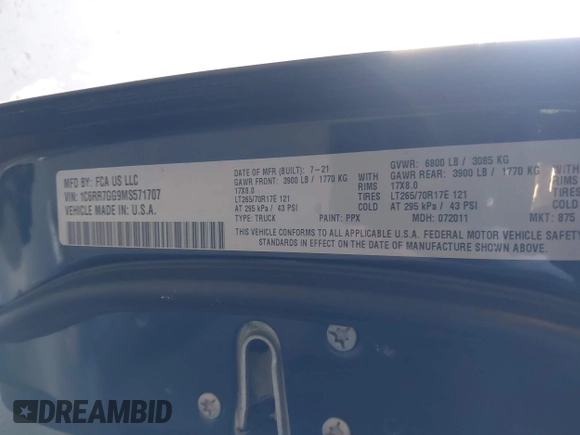 MFD BY: FCA US LLC
VIN: 1C6RR7GG9MS571707
VEHICLE MADE IN U.S.A.
DATE OF MFR (BUILT): 7-21
GAWR FRONT: 3900 LB / 1770 KG
17X8.0
LT265/70R17E 121
AT 295 kPa / 43 PSI
TYPE: TRUCK PAINT: PPX
RIMS
TIRES
COLD
GVWR: 6800 LB / 3085 KG
GAWR REAR: 3900 LB / 1770 KG
17X8.0
LT265/70R17E 121
AT 295 kPa / 43 PSI
MDH: 072011 MKT: 875
RIMS
TIRES
COLD
THIS VEHICLE CONFORMS TO ALL APPLICABLE U.S.A. FEDERAL MOTOR VEHICLE SAFETY
IN EFFECT ON THE DATE OF MANUFACTURE SHOWN ABOVE.
DREAMBID